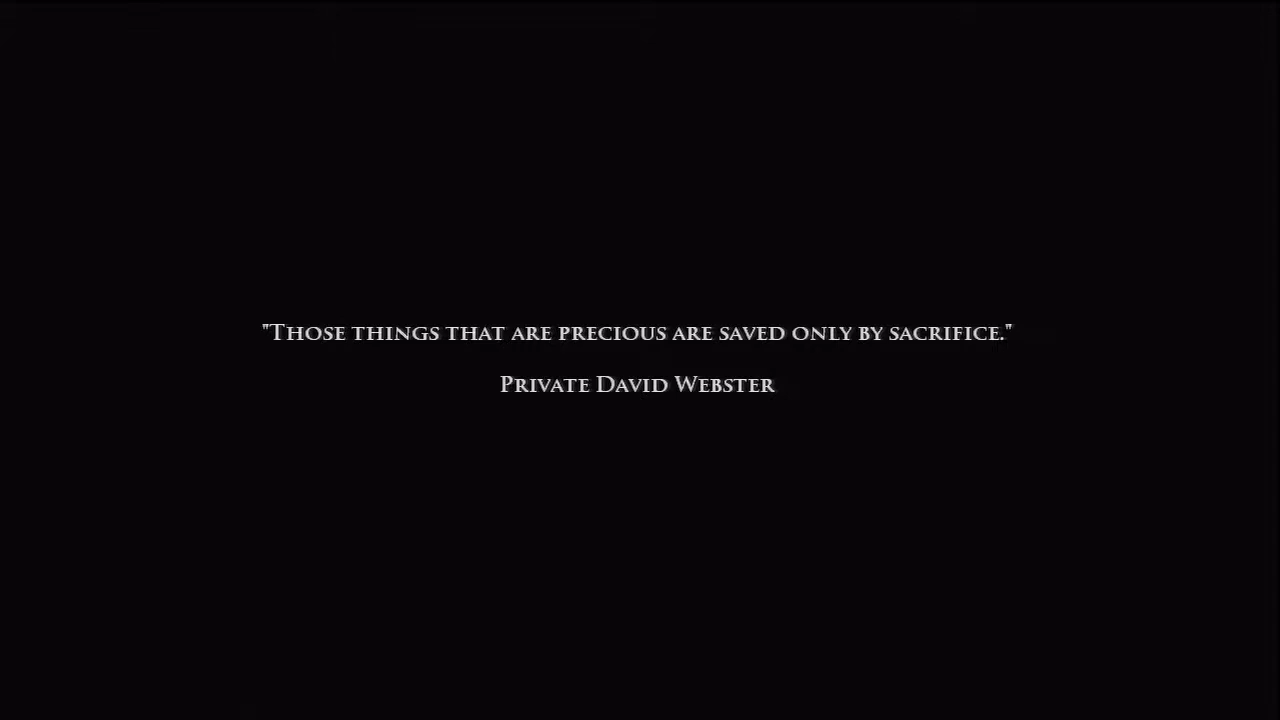 "Those things that are precious are saved only by sacrifice."
Private David Webster